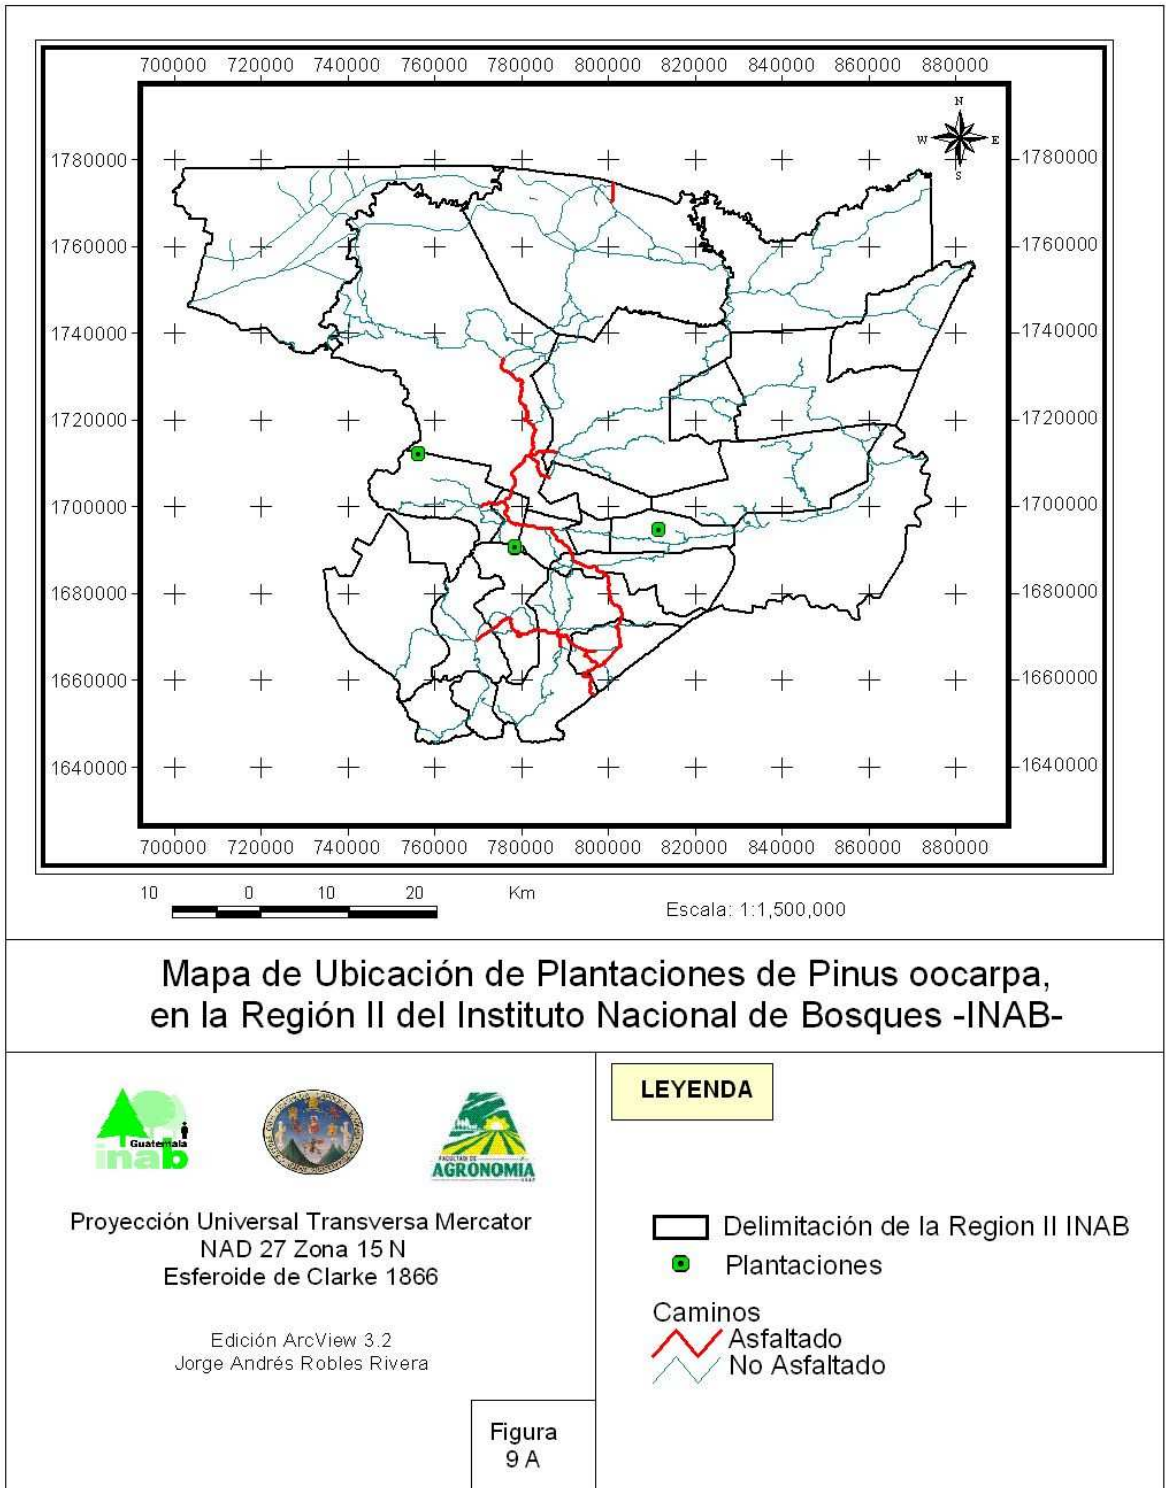 700000 720000 740000 760000 780000 800000 820000 840000 860000 880000
N
W E
S
1780000 1780000
1760000 1760000
1740000 1740000
1720000 1720000
1700000 1700000
1680000 1680000
1660000 1660000
1640000 1640000
700000 720000 740000 760000 780000 800000 820000 840000 860000 880000
10 0 10 20 Km
Escala: 1:1,500,000
Mapa de Ubicación de Plantaciones de Pinus oocarpa,
en la Región II del Instituto Nacional de Bosques -INAB-
Guatemala
inab
FACULTAD DE
AGRONOMIA
Proyección Universal Transversa Mercator
NAD 27 Zona 15 N
Esferoide de Clarke 1866
Edición ArcView 3.2
Jorge Andrés Robles Rivera
Figura
9 A
LEYENDA
Delimitación de la Region II INAB
Plantaciones
Caminos
Asfaltado
No Asfaltado